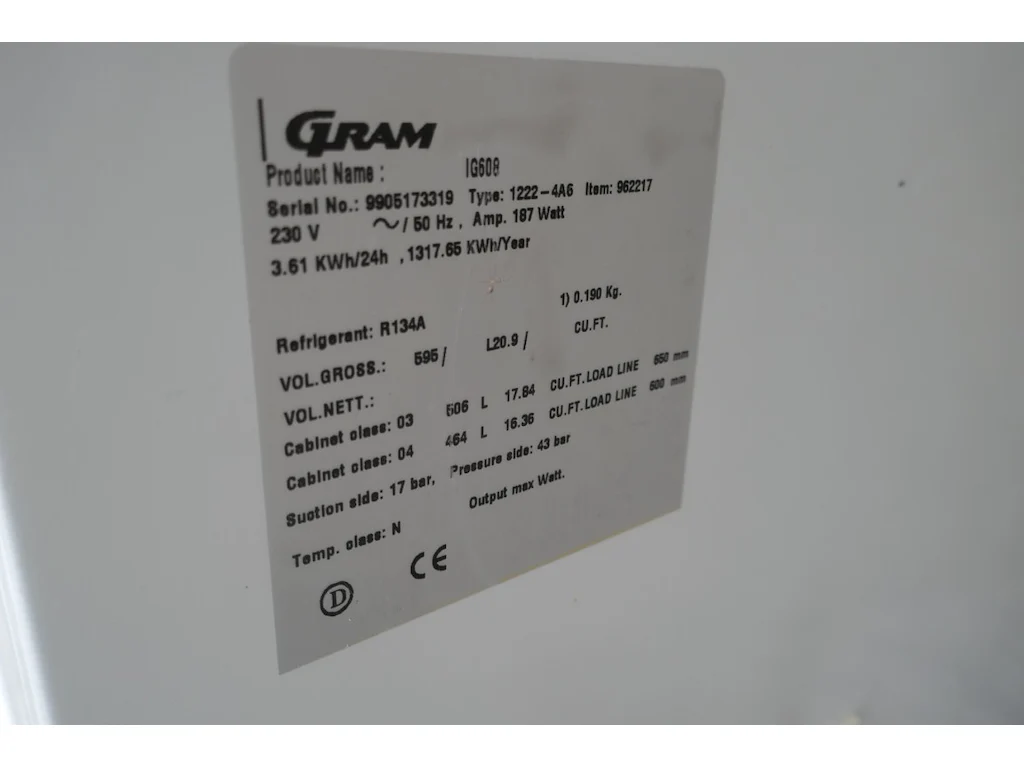 GRAM
Product Name : IG608
Serial No.: 9905173319 Type: 1222-4A6 Item: 962217
230 V ~/ 50 Hz , Amp. 187 Watt
3.61 KWh/24h , 1317.65 KWh/Year
Refrigerant: R134A 1) 0.190 Kg.
VOL.GROSS.: 595/ L20.9 / CU.FT.
VOL.NETT.:
Cabinet class: 03 506 L 17.84 CU.FT.LOAD LINE 650 mm
Cabinet class: 04 464 L 16.36 CU.FT.LOAD LINE 600 mm
Suction side: 17 bar, Pressure side: 43 bar
Temp. class: N Output max Watt.
D CE